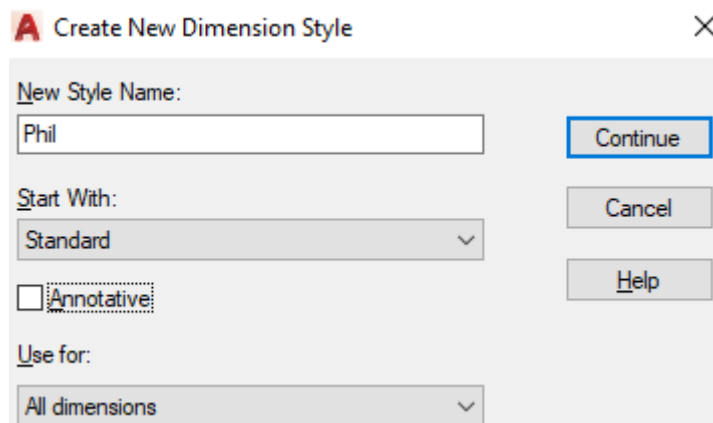 Create New Dimension Style
New Style Name:
Phil
Continue
Start With:
Standard
Cancel
Annotative
Help
Use for:
All dimensions